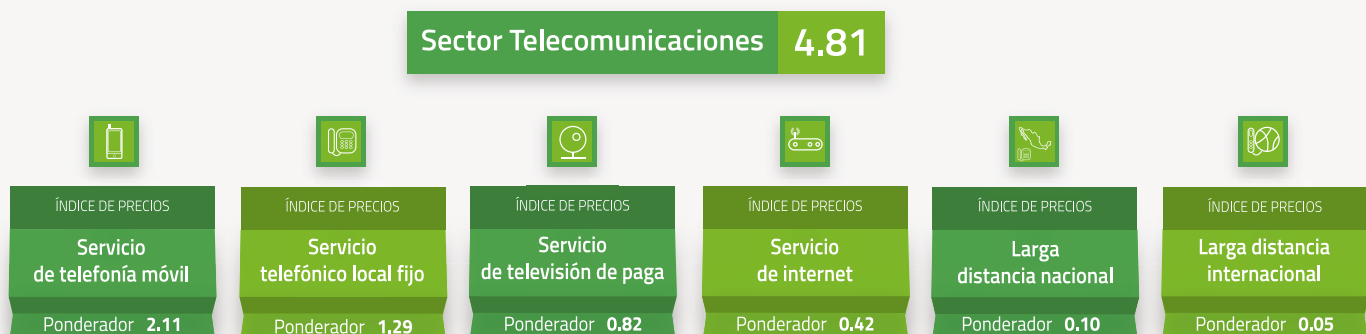 Sector Telecomunicaciones 4.81
ÍNDICE DE PRECIOS
Servicio
de telefonía móvil
Ponderador 2.11
ÍNDICE DE PRECIOS
Servicio
telefónico local fijo
Ponderador 1,29
ÍNDICE DE PRECIOS
Servicio
de televisión de paga
Ponderador 0.82
ÍNDICE DE PRECIOS
Servicio
de internet
Ponderador 0.42
ÍNDICE DE PRECIOS
Larga
distancia nacional
Ponderador 0.10
ÍNDICE DE PRECIOS
Larga distancia
internacional
Ponderador 0.05